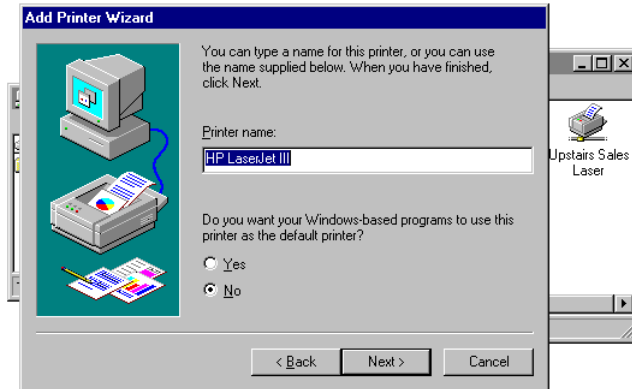 Add Printer Wizard
You can type a name for this printer, or you can use
the name supplied below. When you have finished,
click Next.
Printer name:
HP LaserJet III
Do you want your Windows-based programs to use this
printer as the default printer?
Yes
No
< Back
Next >
Cancel
Upstairs Sales
Laser